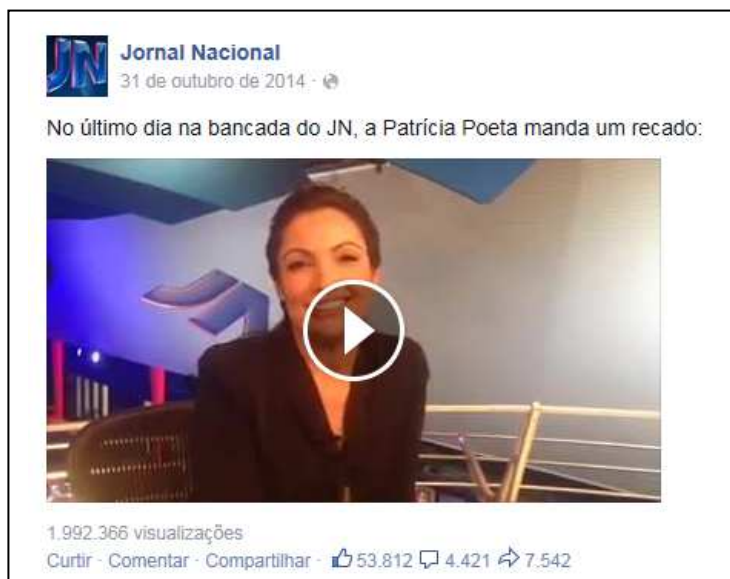 JN Jornal Nacional
31 de outubro de 2014 ·
No último dia na bancada do JN, a Patrícia Poeta manda um recado:
1.992.366 visualizações
Curtir · Comentar · Compartilhar · 53.812 4.421 7.542